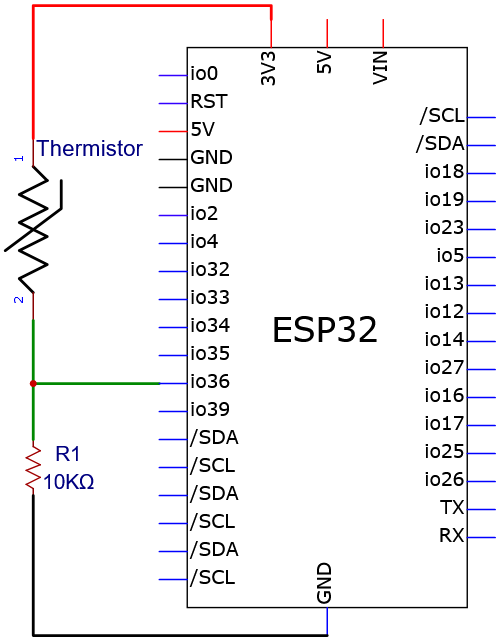 3V3
5V
VIN
Thermistor
1
2
R1
10KΩ
io0
RST
5V
GND
GND
io2
io4
io32
io33
io34
io35
io36
io39
/SDA
/SCL
/SDA
/SCL
/SDA
/SCL
ESP32
/SCL
/SDA
io18
io19
io23
io5
io13
io12
io14
io27
io16
io17
io25
io26
TX
RX
GND